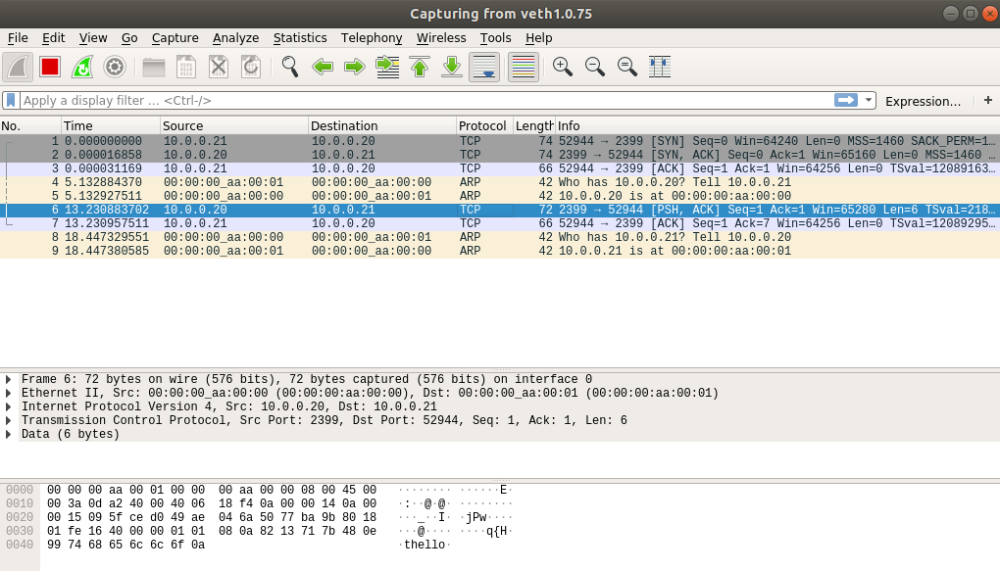 Capturing from veth1.0.75
File Edit View Go Capture Analyze Statistics Telephony Wireless Tools Help
Apply a display filter ... <Ctrl-/> Expression... +
No. Time Source Destination Protocol Length Info
1 0.000000000 10.0.0.21 10.0.0.20 TCP 74 52944 → 2399 [SYN] Seq=0 Win=64240 Len=0 MSS=1460 SACK_PERM=1…
2 0.000016858 10.0.0.20 10.0.0.21 TCP 74 2399 → 52944 [SYN, ACK] Seq=0 Ack=1 Win=65160 Len=0 MSS=1460 …
3 0.000031169 10.0.0.21 10.0.0.20 TCP 66 52944 → 2399 [ACK] Seq=1 Ack=1 Win=64256 Len=0 TSval=12089163…
4 5.132884370 00:00:00_aa:00:01 00:00:00_aa:00:00 ARP 42 Who has 10.0.0.20? Tell 10.0.0.21
5 5.132927511 00:00:00_aa:00:00 00:00:00_aa:00:01 ARP 42 10.0.0.20 is at 00:00:00:aa:00:00
6 13.230883702 10.0.0.20 10.0.0.21 TCP 72 2399 → 52944 [PSH, ACK] Seq=1 Ack=1 Win=65280 Len=6 TSval=218…
7 13.230957511 10.0.0.21 10.0.0.20 TCP 66 52944 → 2399 [ACK] Seq=1 Ack=7 Win=64256 Len=0 TSval=12089295…
8 18.447329551 00:00:00_aa:00:00 00:00:00_aa:00:01 ARP 42 Who has 10.0.0.21? Tell 10.0.0.20
9 18.447380585 00:00:00_aa:00:01 00:00:00_aa:00:00 ARP 42 10.0.0.21 is at 00:00:00:aa:00:01
Frame 6: 72 bytes on wire (576 bits), 72 bytes captured (576 bits) on interface 0
Ethernet II, Src: 00:00:00_aa:00:00 (00:00:00:aa:00:00), Dst: 00:00:00_aa:00:01 (00:00:00:aa:00:01)
Internet Protocol Version 4, Src: 10.0.0.20, Dst: 10.0.0.21
Transmission Control Protocol, Src Port: 2399, Dst Port: 52944, Seq: 1, Ack: 1, Len: 6
Data (6 bytes)
0000 00 00 00 aa 00 01 00 00 00 aa 00 00 08 00 45 00 ········ ······E·
0010 00 3a 0d a2 40 00 40 06 18 f4 0a 00 00 14 0a 00 ·:··@·@· ········
0020 00 15 09 5f ce d0 49 ae 04 6a 50 77 ba 9b 80 18 ···_··I· ·jPw····
0030 01 fe 16 40 00 00 01 01 08 0a 82 13 71 7b 48 0e ···@···· ····q{H·
0040 99 74 68 65 6c 6c 6f 0a ·thello·